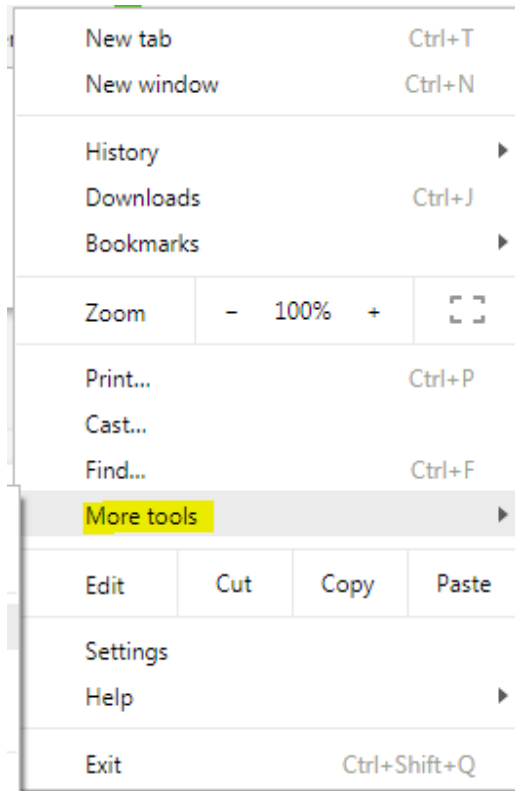 New tab Ctrl+T
New window Ctrl+N
History
Downloads Ctrl+J
Bookmarks
Zoom - 100% +
Print... Ctrl+P
Cast...
Find... Ctrl+F
More tools
Edit Cut Copy Paste
Settings
Help
Exit Ctrl+Shift+Q